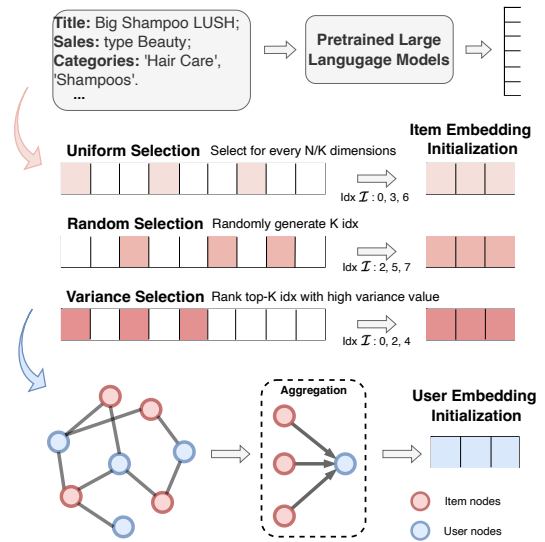 Title: Big Shampoo LUSH;
Sales: type Beauty;
Categories: 'Hair Care',
'Shampoos'.
...
Pretrained Large
Langugage Models
Item Embedding
Initialization
Uniform Selection Select for every N/K dimensions
Idx I : 0, 3, 6
Random Selection Randomly generate K idx
Idx I : 2, 5, 7
Variance Selection Rank top-K idx with high variance value
Idx I : 0, 2, 4
Aggregation
User Embedding
Initialization
Item nodes
User nodes